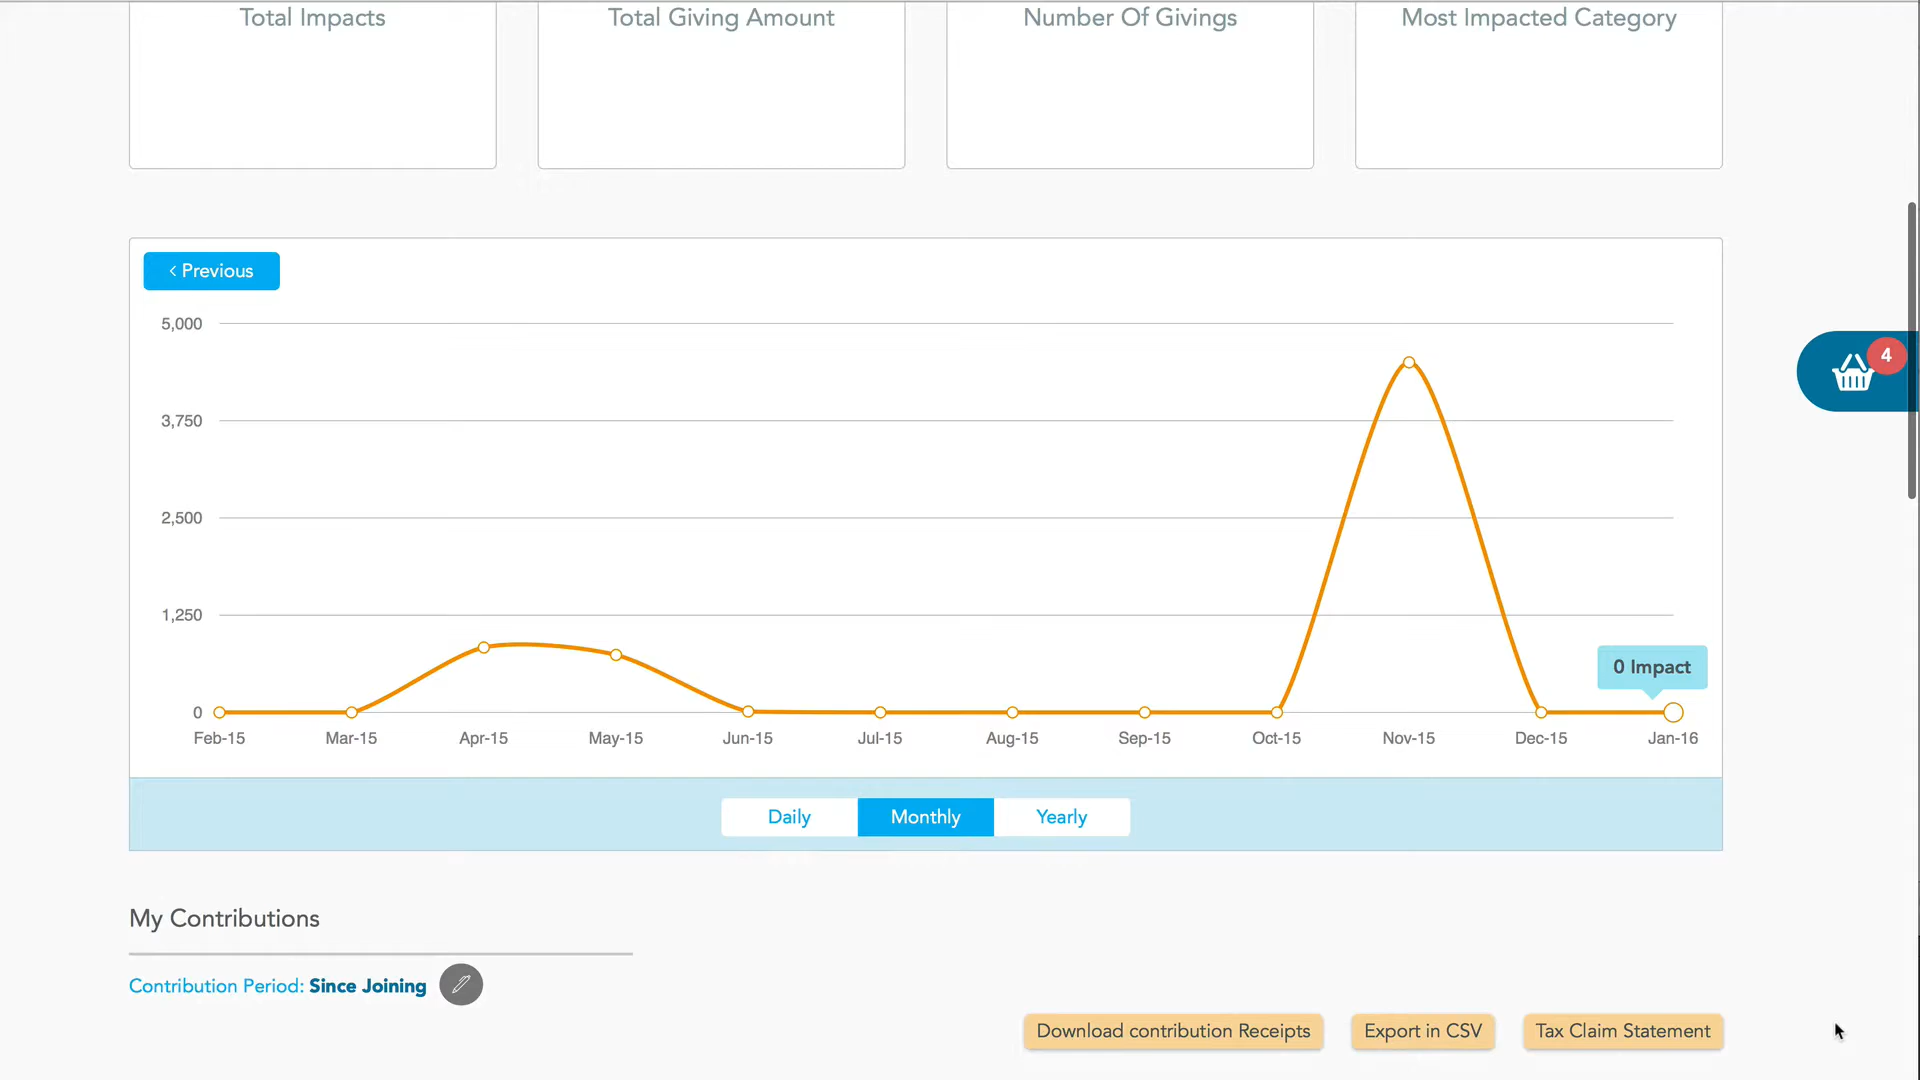 Total Impacts
Total Giving Amount
Number Of Givings
Most Impacted Category
Previous
5,000
3,750
2,500
1,250
0
4
0 Impact
Feb-15
Mar-15
Apr-15
May-15
Jun-15
Jul-15
Aug-15
Sep-15
Oct-15
Nov-15
Dec-15
Jan-16
Daily
Monthly
Yearly
My Contributions
Contribution Period: Since Joining
Download contribution Receipts
Export in CSV
Tax Claim Statement